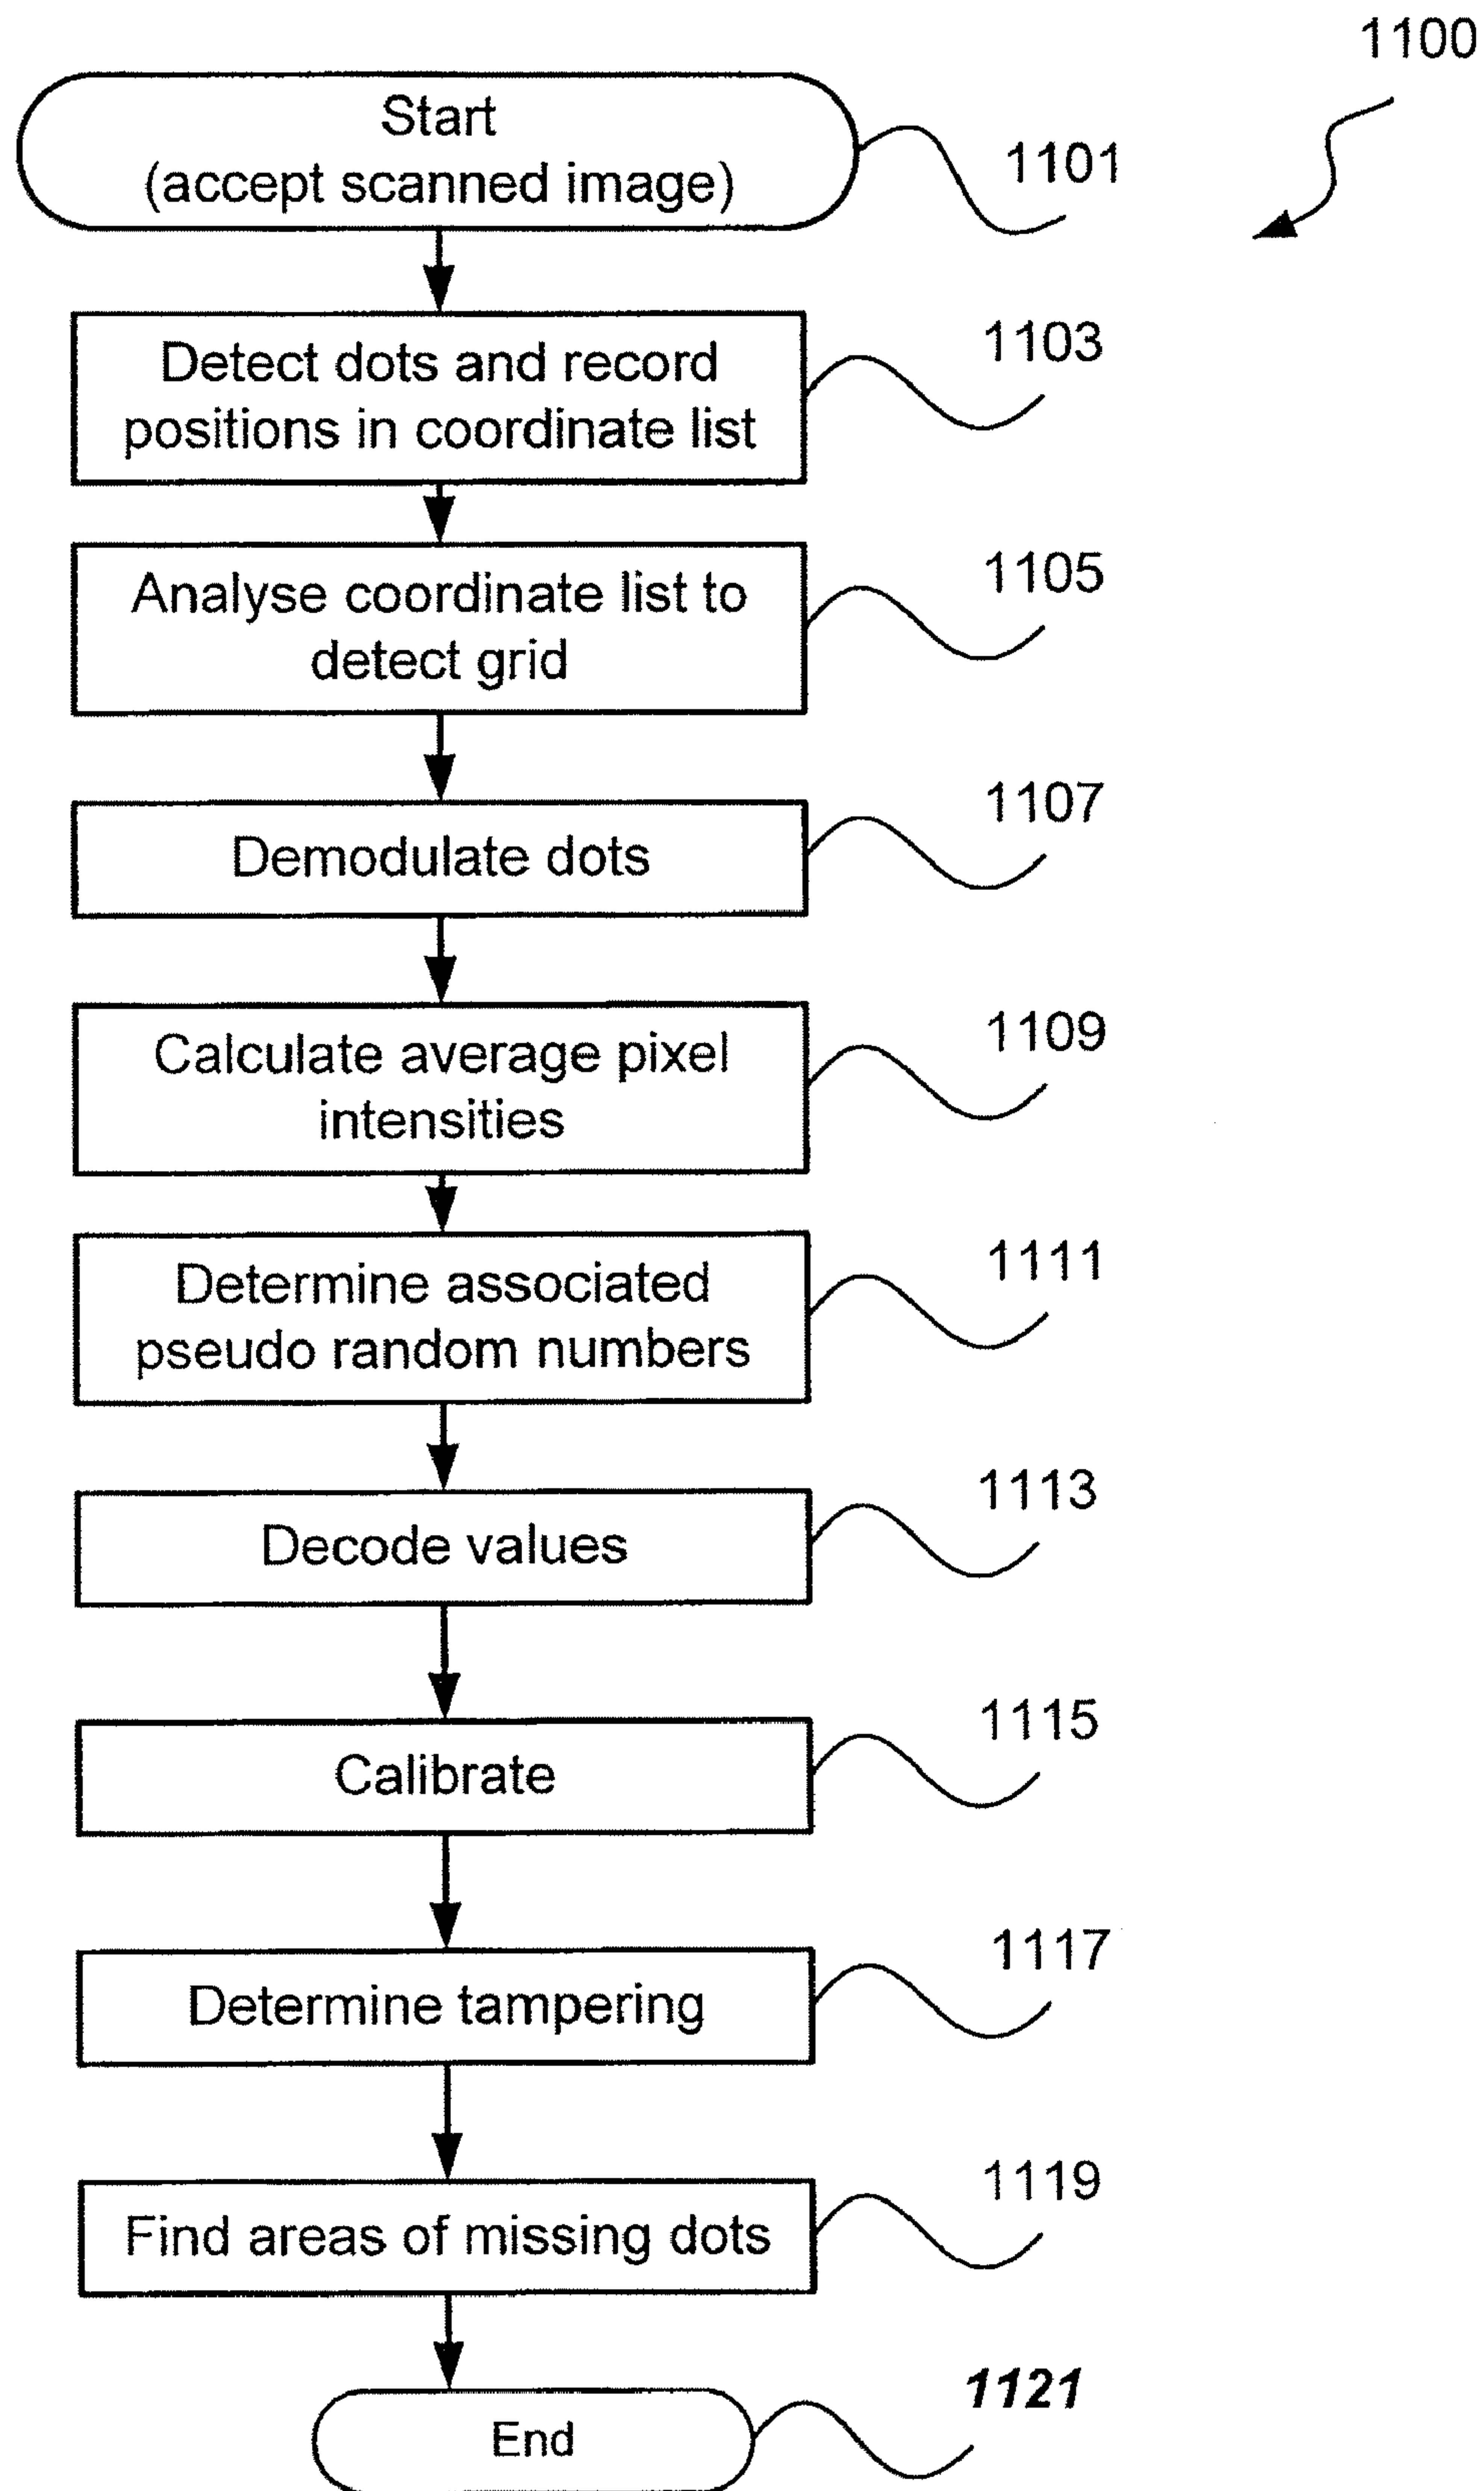 1100
Start
(accept scanned image)
1101
Detect dots and record
positions in coordinate list
1103
Analyse coordinate list to
detect grid
1105
Demodulate dots
1107
Calculate average pixel
intensities
1109
Determine associated
pseudo random numbers
1111
Decode values
1113
Calibrate
1115
Determine tampering
1117
Find areas of missing dots
1119
End
1121